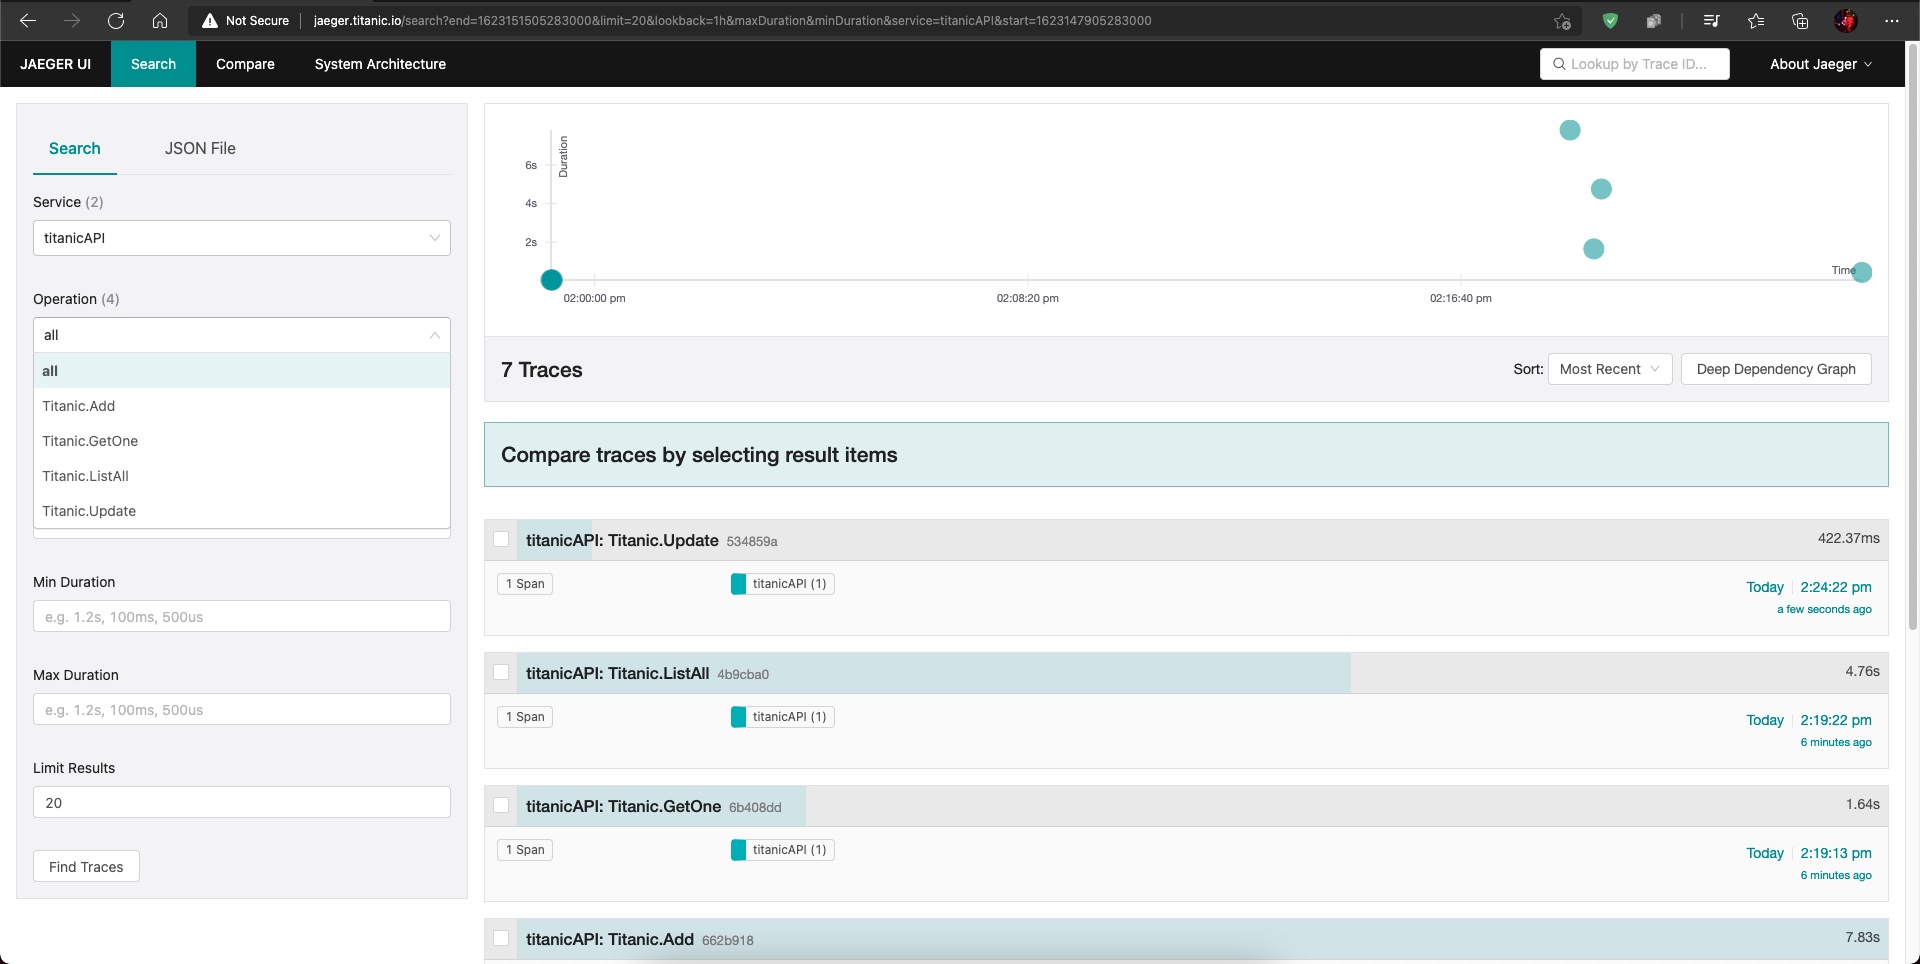 Not Secure
jaeger.titanic.io/search?end=1623151505283000&limit=20&lookback=1h&maxDuration&minDuration&service=titanicAPI&start=1623147905283000
JAEGER UI
Search
Compare
System Architecture
Lookup by Trace ID...
About Jaeger
Search
JSON File
Service (2)
titanicAPI
Operation (4)
all
all
Titanic.Add
Titanic.GetOne
Titanic.ListAll
Titanic.Update
Min Duration
e.g. 1.2s, 100ms, 500us
Max Duration
e.g. 1.2s, 100ms, 500us
Limit Results
20
Find Traces
Duration
6s
4s
2s
Time
02:00:00 pm
02:08:20 pm
02:16:40 pm
7 Traces
Sort: Most Recent
Deep Dependency Graph
Compare traces by selecting result items
titanicAPI: Titanic.Update 534859a
422.37ms
1 Span
titanicAPI (1)
Today 2:24:22 pm
a few seconds ago
titanicAPI: Titanic.ListAll 4b9cba0
4.76s
1 Span
titanicAPI (1)
Today 2:19:22 pm
6 minutes ago
titanicAPI: Titanic.GetOne 6b408dd
1.64s
1 Span
titanicAPI (1)
Today 2:19:13 pm
6 minutes ago
titanicAPI: Titanic.Add 662b918
7.83s